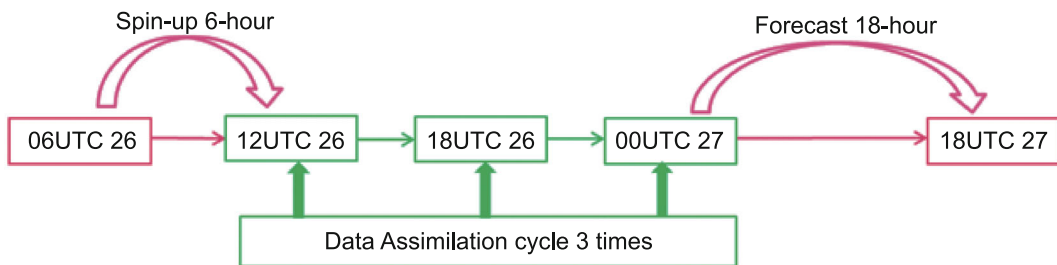 Spin-up 6-hour
Forecast 18-hour
06UTC 26
12UTC 26
18UTC 26
00UTC 27
18UTC 27
Data Assimilation cycle 3 times